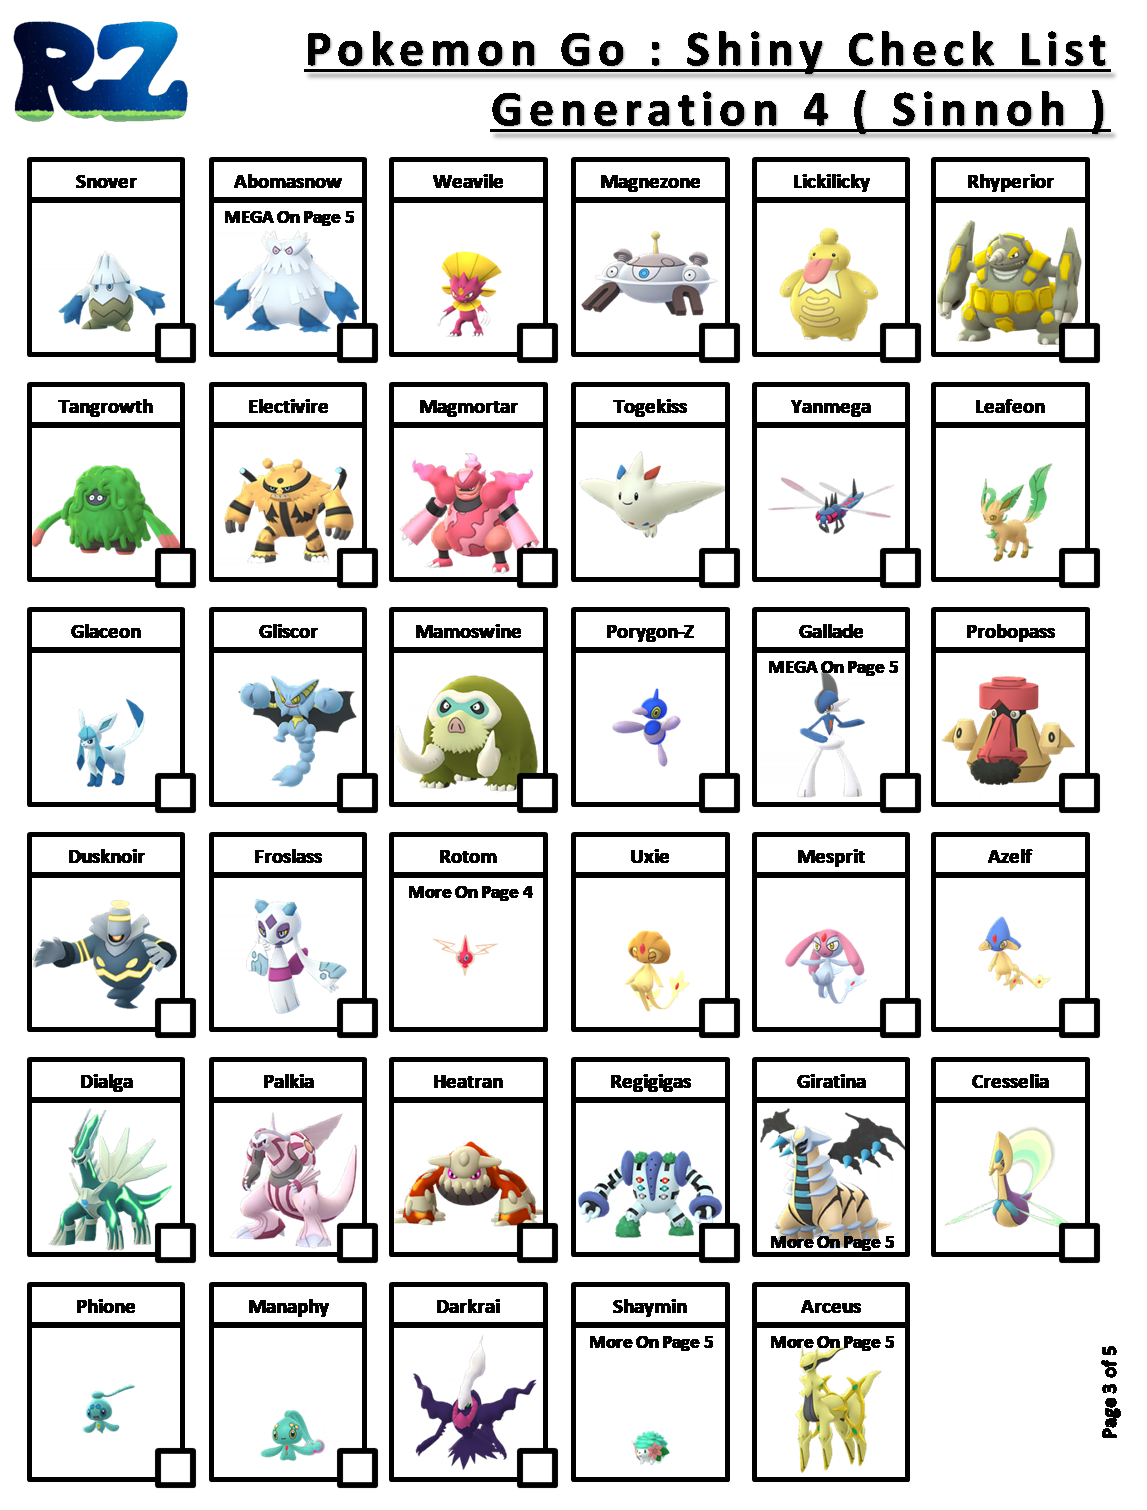 RZ
Pokemon Go : Shiny Check List
Generation 4 ( Sinnoh )
Snover
Abomasnow
MEGA On Page 5
Weavile
Magnezone
Lickilicky
Rhyperior
Tangrowth
Electivire
Magmortar
Togekiss
Yanmega
Leafeon
Glaceon
Gliscor
Mamoswine
Porygon-Z
Gallade
MEGA On Page 5
Probopass
Dusknoir
Froslass
Rotom
More On Page 4
Uxie
Mesprit
Azelf
Dialga
Palkia
Heatran
Regigigas
Giratina
More On Page 5
Cresselia
Phione
Manaphy
Darkrai
Shaymin
More On Page 5
Arceus
More On Page 5
Page 3 of 5